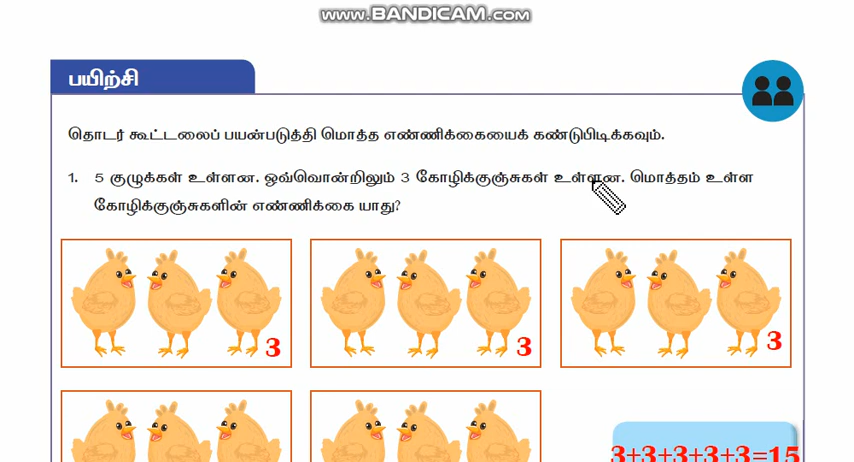 www.BANDICAM.com
பயிற்சி
தொடர் கூட்டலைப் பயன்படுத்தி மொத்த எண்ணிக்கையைக் கண்டுபிடிக்கவும்.
1. 5 குழுக்கள் உள்ளன. ஒவ்வொன்றிலும் 3 கோழிக்குஞ்சுகள் உள்ளன. மொத்தம் உள்ள
கோழிக்குஞ்சுகளின் எண்ணிக்கை யாது?
3 3 3
3+3+3+3+3=15